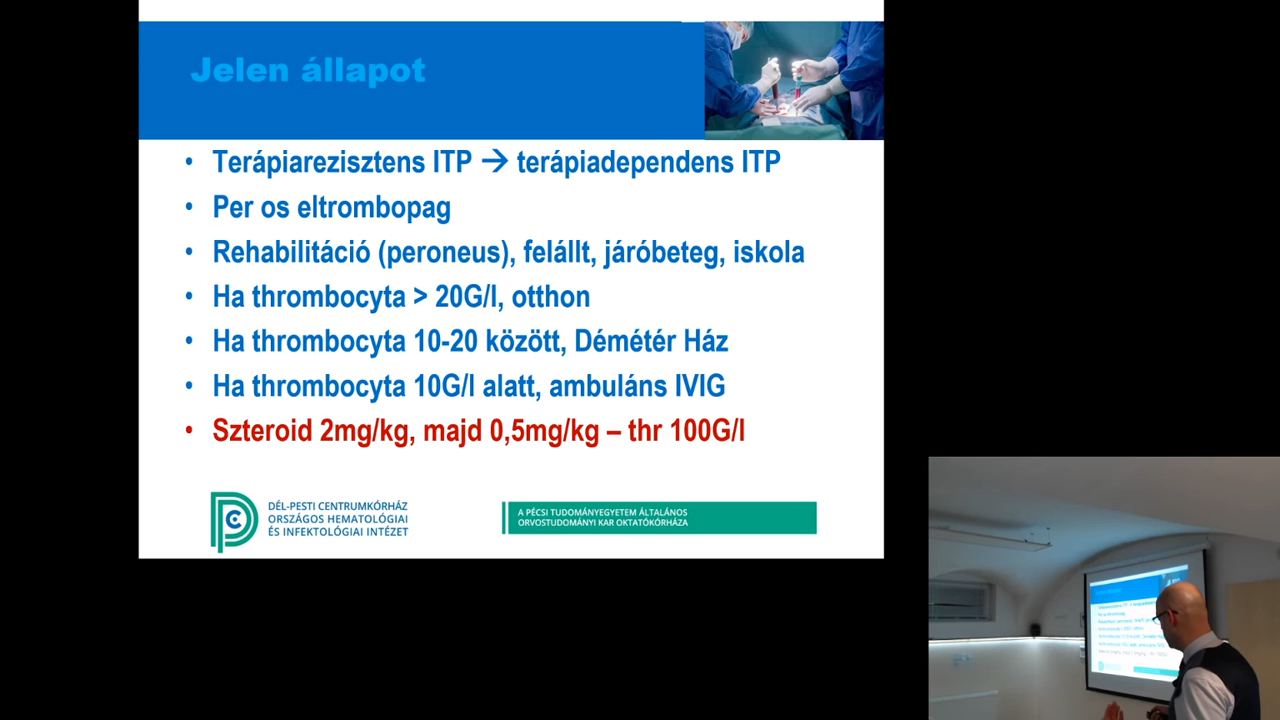 Jelen állapot
• Terápiarezisztens ITP → terápiadependens ITP
• Per os eltrombopag
• Rehabilitáció (peroneus), felállt, járóbeteg, iskola
• Ha thrombocyta > 20G/l, otthon
• Ha thrombocyta 10-20 között, Démétér Ház
• Ha thrombocyta 10G/l alatt, ambuláns IVIG
• Szteroid 2mg/kg, majd 0,5mg/kg – thr 100G/l
DÉL-PESTI CENTRUMKÓRHÁZ
ORSZÁGOS HEMATOLÓGIAI
ÉS INFEKTOLÓGIAI INTÉZET
A PÉCSI TUDOMÁNYEGYETEM ÁLTALÁNOS
ORVOSTUDOMÁNYI KAR OKTATÓKÓRHÁZA